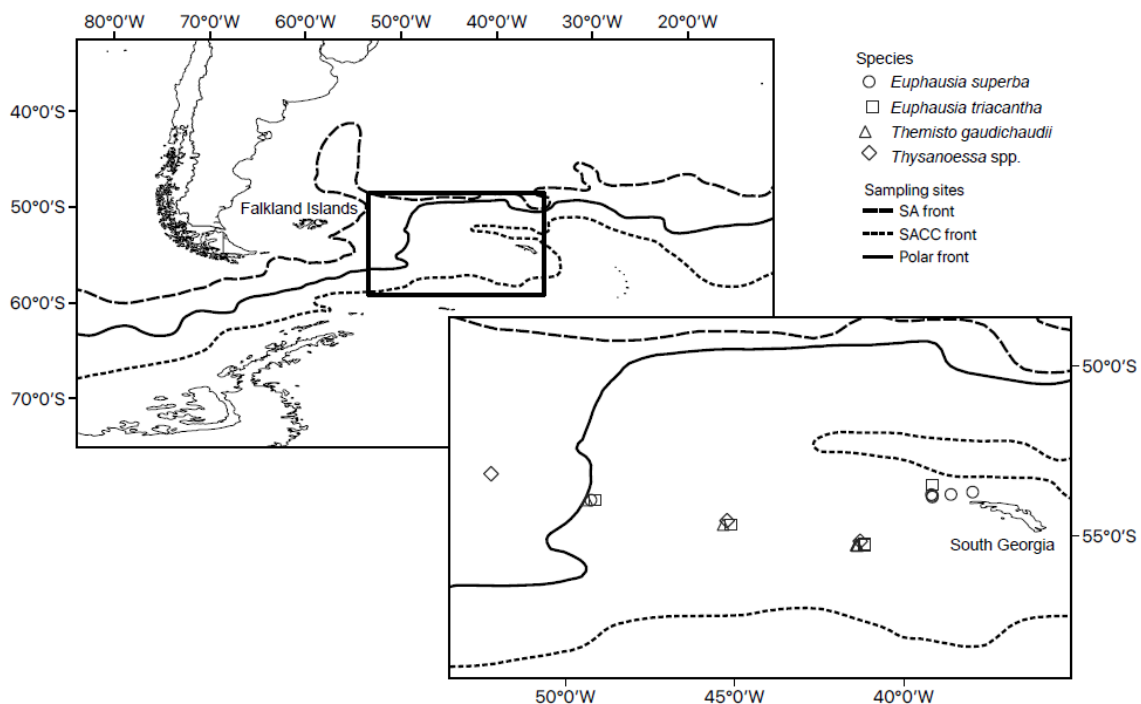 80°0'W 70°0'W 60°0'W 50°0'W 40°0'W 30°0'W 20°0'W
Species
Euphausia superba
Euphausia triacantha
Themisto gaudichaudii
Thysanoessa spp.
Sampling sites
SA front
SACC front
Polar front
40°0'S
50°0'S
60°0'S
70°0'S
Falkland Islands
50°0'S
55°0'S
South Georgia
50°0'W 45°0'W 40°0'W